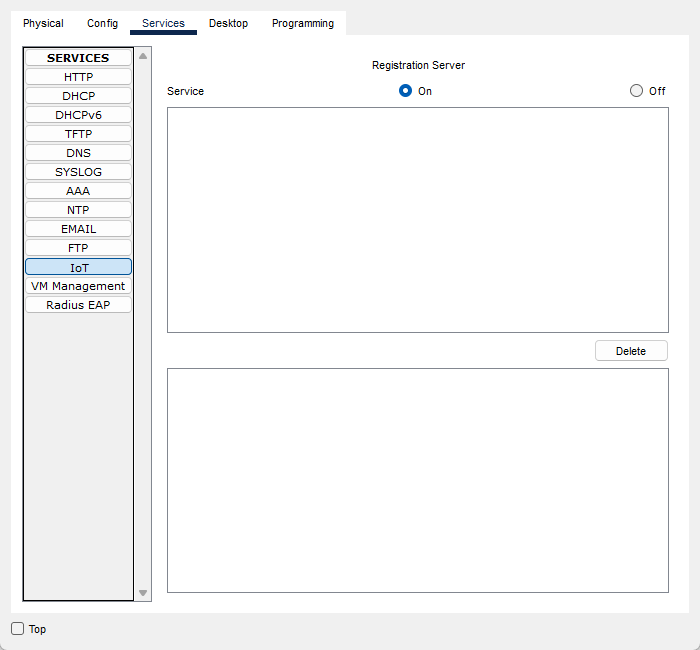 Physical Config Services Desktop Programming
SERVICES
HTTP
DHCP
DHCPv6
TFTP
DNS
SYSLOG
AAA
NTP
EMAIL
FTP
IoT
VM Management
Radius EAP
Registration Server
Service On Off
Delete
Top